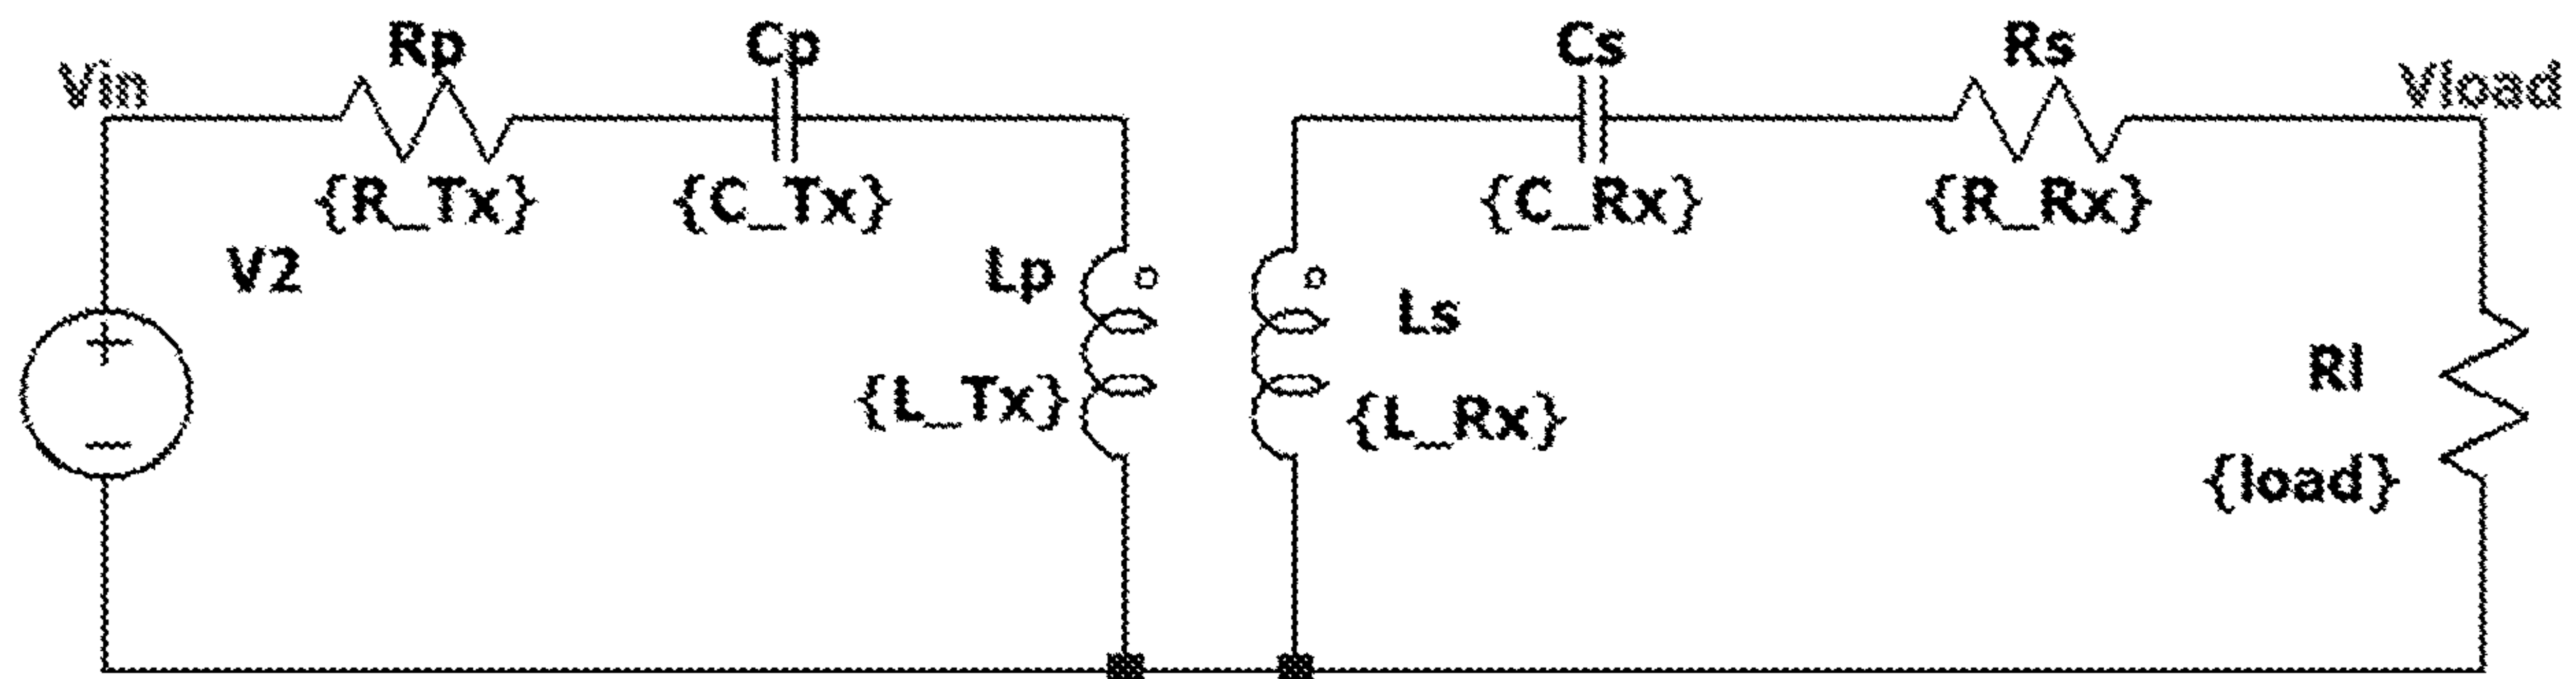 Vin
Rp
{R_Tx}
Cp
{C_Tx}
Cs
{C_Rx}
Rs
{R_Rx}
Vload
V2
+
−
Lp
{L_Tx}
Ls
{L_Rx}
Rl
{load}